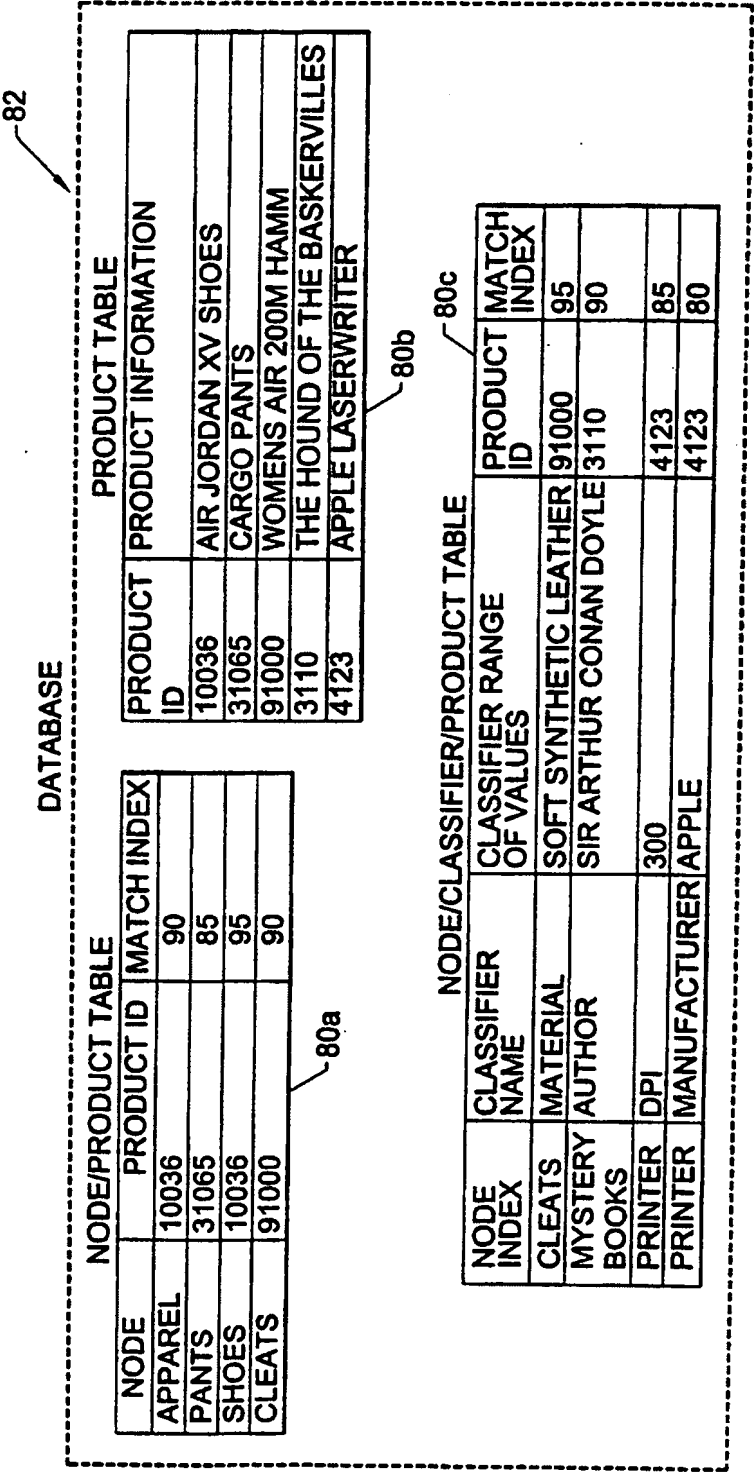 82
DATABASE
NODE/PRODUCT TABLE
NODE PRODUCT ID MATCH INDEX
APPAREL 10036 90
PANTS 31065 85
SHOES 10036 95
CLEATS 91000 90
80a
PRODUCT TABLE
PRODUCT ID PRODUCT INFORMATION
10036 AIR JORDAN XV SHOES
31065 CARGO PANTS
91000 WOMENS AIR 200M HAMM
3110 THE HOUND OF THE BASKERVILLES
4123 APPLE LASERWRITER
80b
NODE/CLASSIFIER/PRODUCT TABLE
80c
NODE INDEX CLASSIFIER NAME CLASSIFIER RANGE OF VALUES PRODUCT ID MATCH INDEX
CLEATS MATERIAL SOFT SYNTHETIC LEATHER 91000 95
MYSTERY BOOKS AUTHOR SIR ARTHUR CONAN DOYLE 3110 90
PRINTER DPI 300 4123 85
PRINTER MANUFACTURER APPLE 4123 80